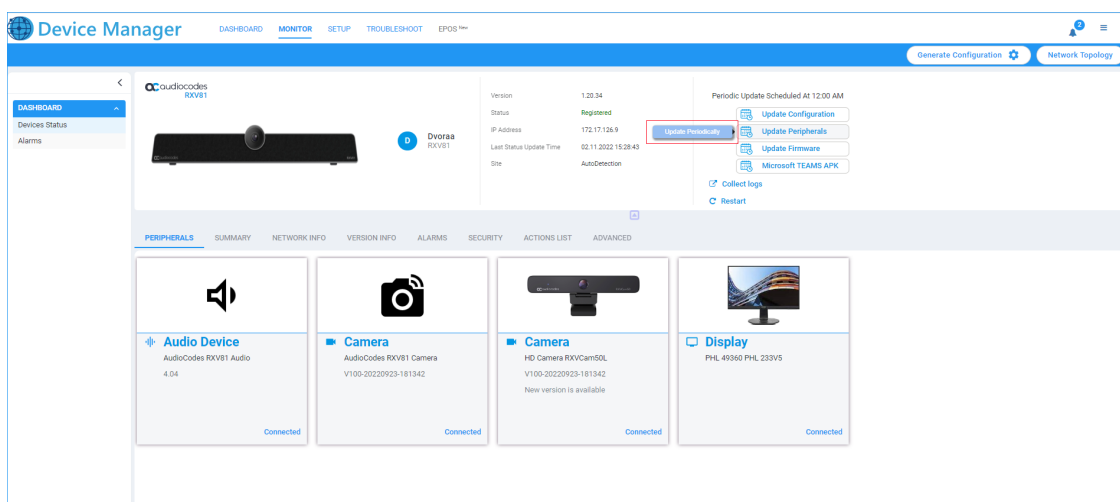 Device Manager
DASHBOARD MONITOR SETUP TROUBLESHOOT EPOS New
2
Generate Configuration Network Topology
DASHBOARD
Devices Status
Alarms
audiocodes
RXV81
D
Dvoraa
RXV81
Version 1.20.34
Status Registered
IP Address 172.17.126.9
Last Status Update Time 02.11.2022 15:28:43
Site AutoDetection
Periodic Update Scheduled At 12:00 AM
Update Configuration
Update Periodically
Update Peripherals
Update Firmware
Microsoft TEAMS APK
Collect logs
Restart
PERIPHERALS SUMMARY NETWORK INFO VERSION INFO ALARMS SECURITY ACTIONS LIST ADVANCED
Audio Device
AudioCodes RXV81 Audio
4.04
Connected
Camera
AudioCodes RXV81 Camera
V100-20220923-181342
Connected
Camera
HD Camera RXVCam50L
V100-20220923-181342
New version is available
Connected
Display
PHL 49360 PHL 233V5
Connected